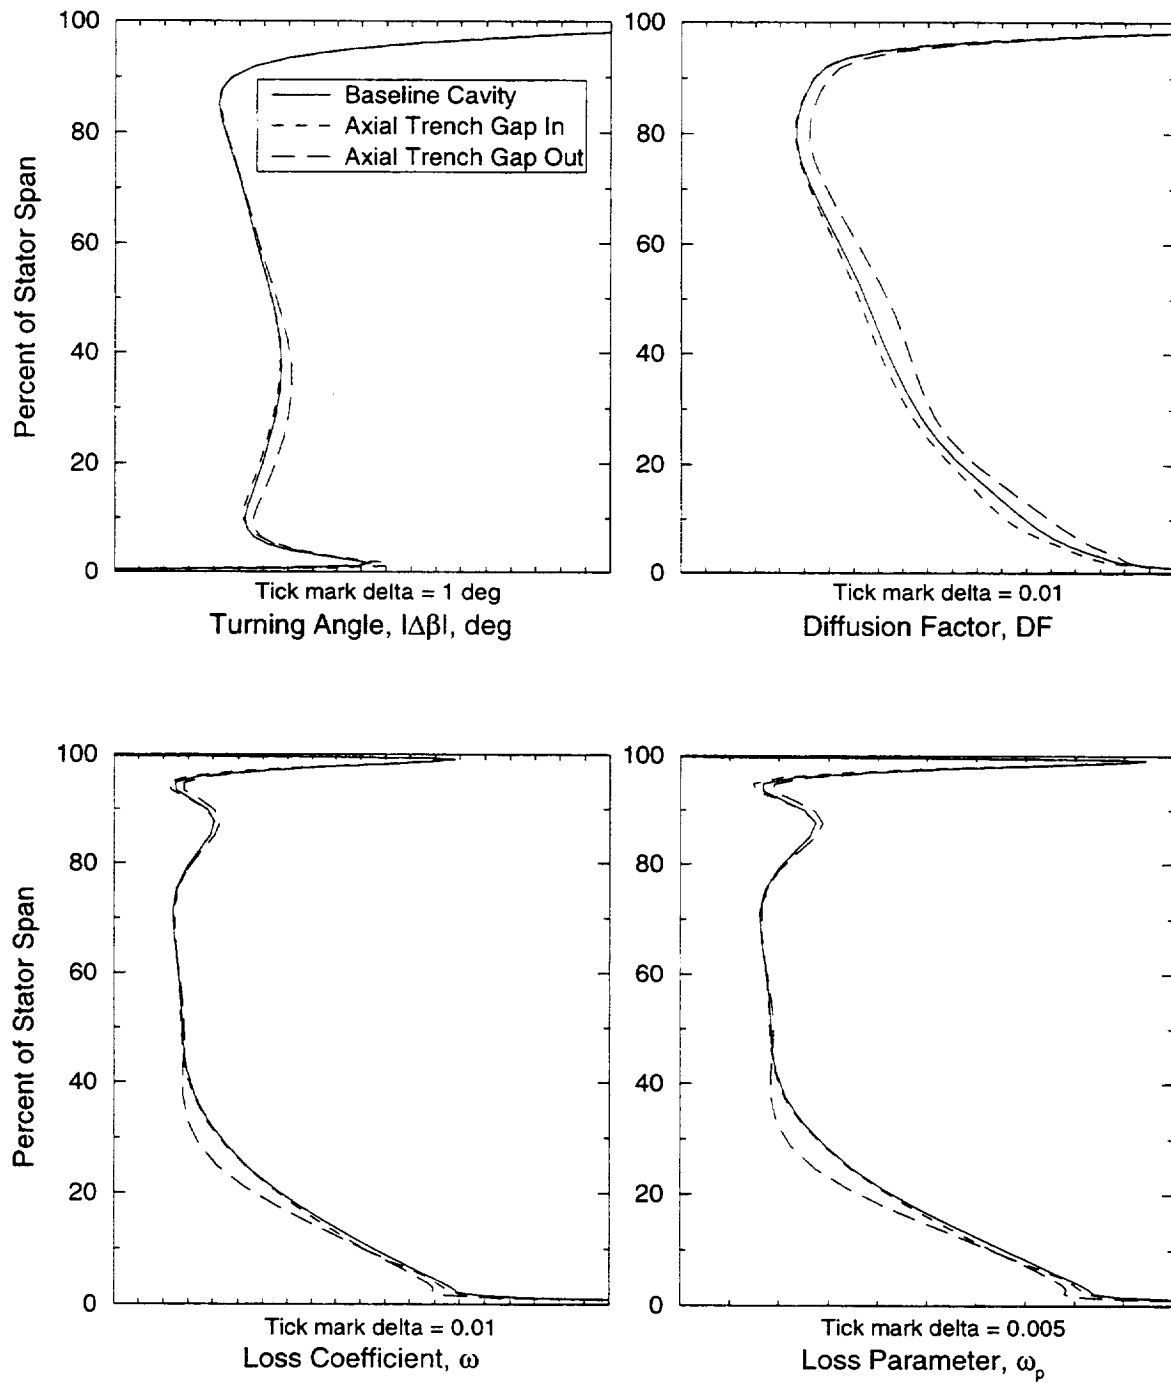 100
80
60
40
20
0
Percent of Stator Span
Baseline Cavity
Axial Trench Gap In
Axial Trench Gap Out
Tick mark delta = 1 deg
Turning Angle, |Δβ|, deg
100
80
60
40
20
0
Tick mark delta = 0.01
Diffusion Factor, DF
100
80
60
40
20
0
Percent of Stator Span
Tick mark delta = 0.01
Loss Coefficient, ω
100
80
60
40
20
0
Tick mark delta = 0.005
Loss Parameter, ωp